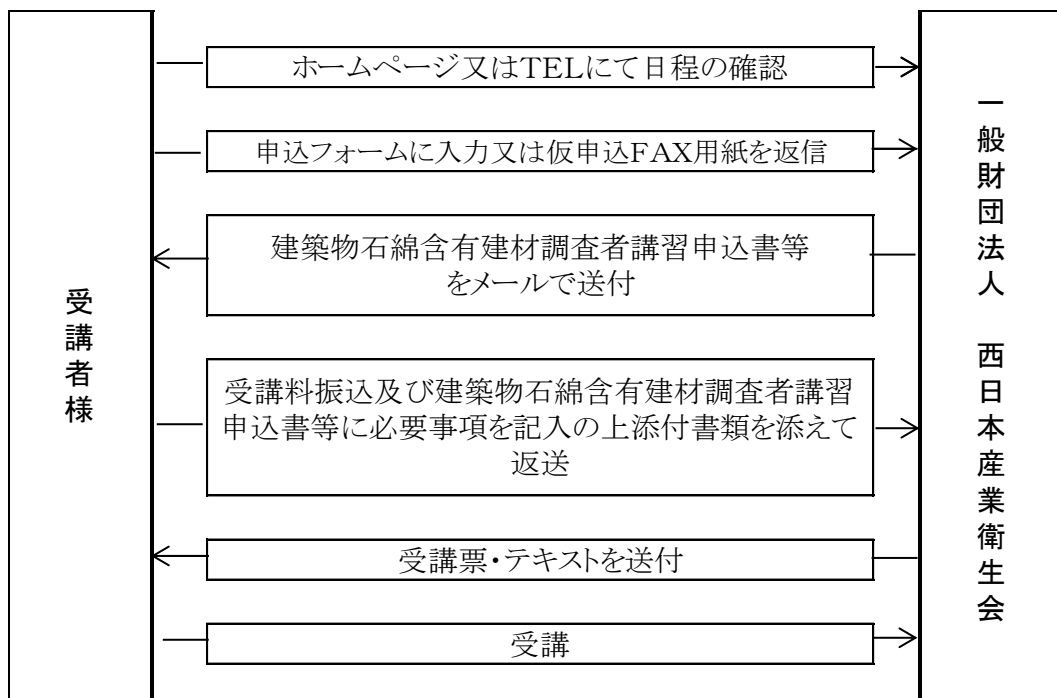 受講者様
ホームページ又はTELにて日程の確認
申込フォームに入力又は仮申込FAX用紙を返信
建築物石綿含有建材調査者講習申込書等
をメールで送付
受講料振込及び建築物石綿含有建材調査者講習
申込書等に必要事項を記入の上添付書類を添えて
返送
受講票・テキストを送付
受講
一般財団法人　西日本産業衛生会